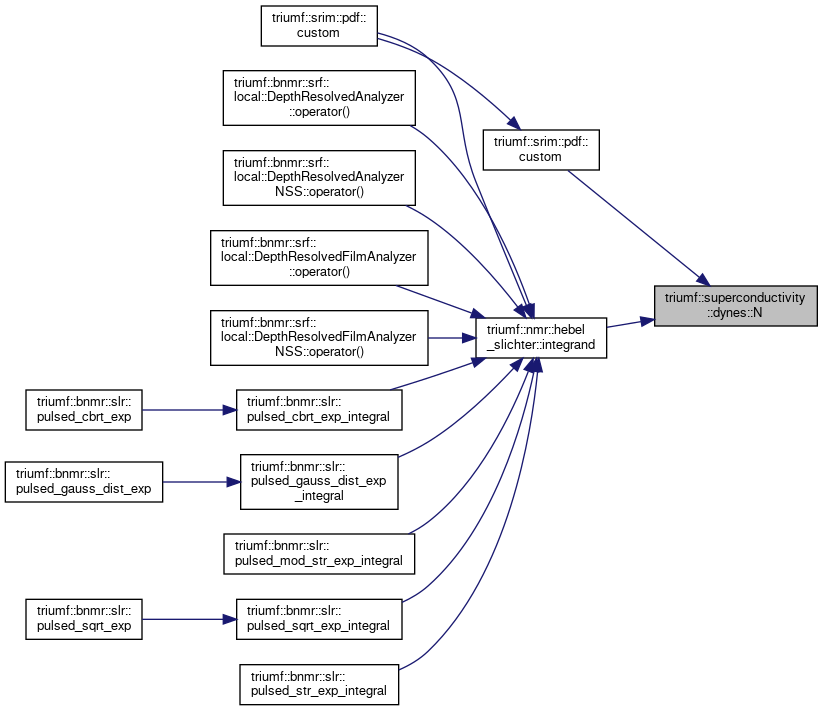 triumf::srim::pdf::
custom
triumf::bnmr::srf::
local::DepthResolvedAnalyzer
::operator()
triumf::srim::pdf::
custom
triumf::bnmr::srf::
local::DepthResolvedAnalyzer
NSS::operator()
triumf::bnmr::srf::
local::DepthResolvedFilmAnalyzer
::operator()
triumf::superconductivity
::dynes::N
triumf::bnmr::srf::
local::DepthResolvedFilmAnalyzer
NSS::operator()
triumf::nmr::hebel
_slichter::integrand
triumf::bnmr::slr::
pulsed_cbrt_exp
triumf::bnmr::slr::
pulsed_cbrt_exp_integral
triumf::bnmr::slr::
pulsed_gauss_dist_exp
triumf::bnmr::slr::
pulsed_gauss_dist_exp
_integral
triumf::bnmr::slr::
pulsed_mod_str_exp_integral
triumf::bnmr::slr::
pulsed_sqrt_exp
triumf::bnmr::slr::
pulsed_sqrt_exp_integral
triumf::bnmr::slr::
pulsed_str_exp_integral